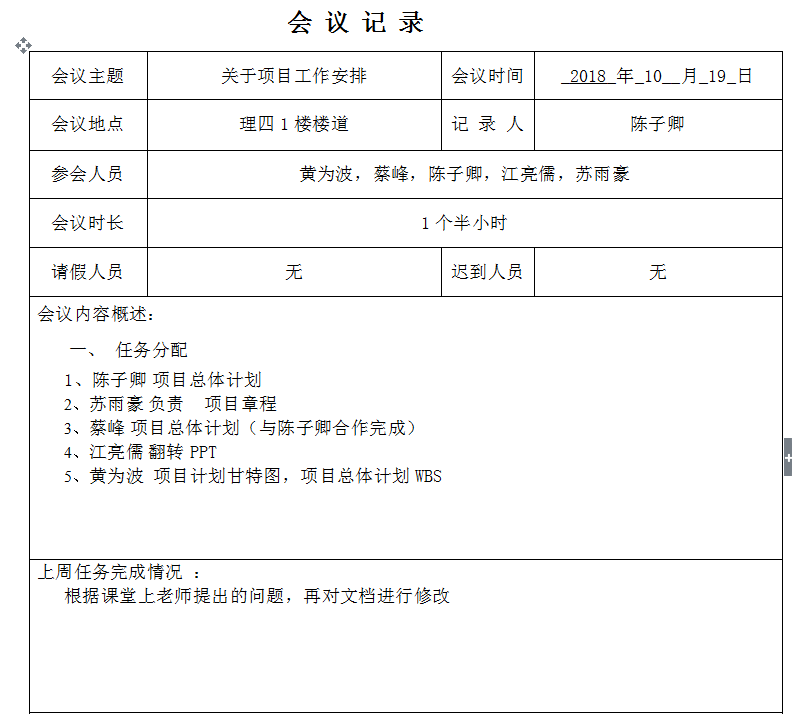 会 议 记 录
会议主题 关于项目工作安排 会议时间 2018 年 10 月 19 日
会议地点 理四 1 楼楼道 记 录 人 陈子卿
参会人员 黄为波，蔡峰，陈子卿，江亮儒，苏雨豪
会议时长 1 个半小时
请假人员 无 迟到人员 无
会议内容概述：
一、 任务分配
1、陈子卿 项目总体计划
2、苏雨豪 负责 项目章程
3、蔡峰 项目总体计划（与陈子卿合作完成）
4、江亮儒 翻转 PPT
5、黄为波 项目计划甘特图，项目总体计划 WBS
上周任务完成情况 ：
根据课堂上老师提出的问题，再对文档进行修改